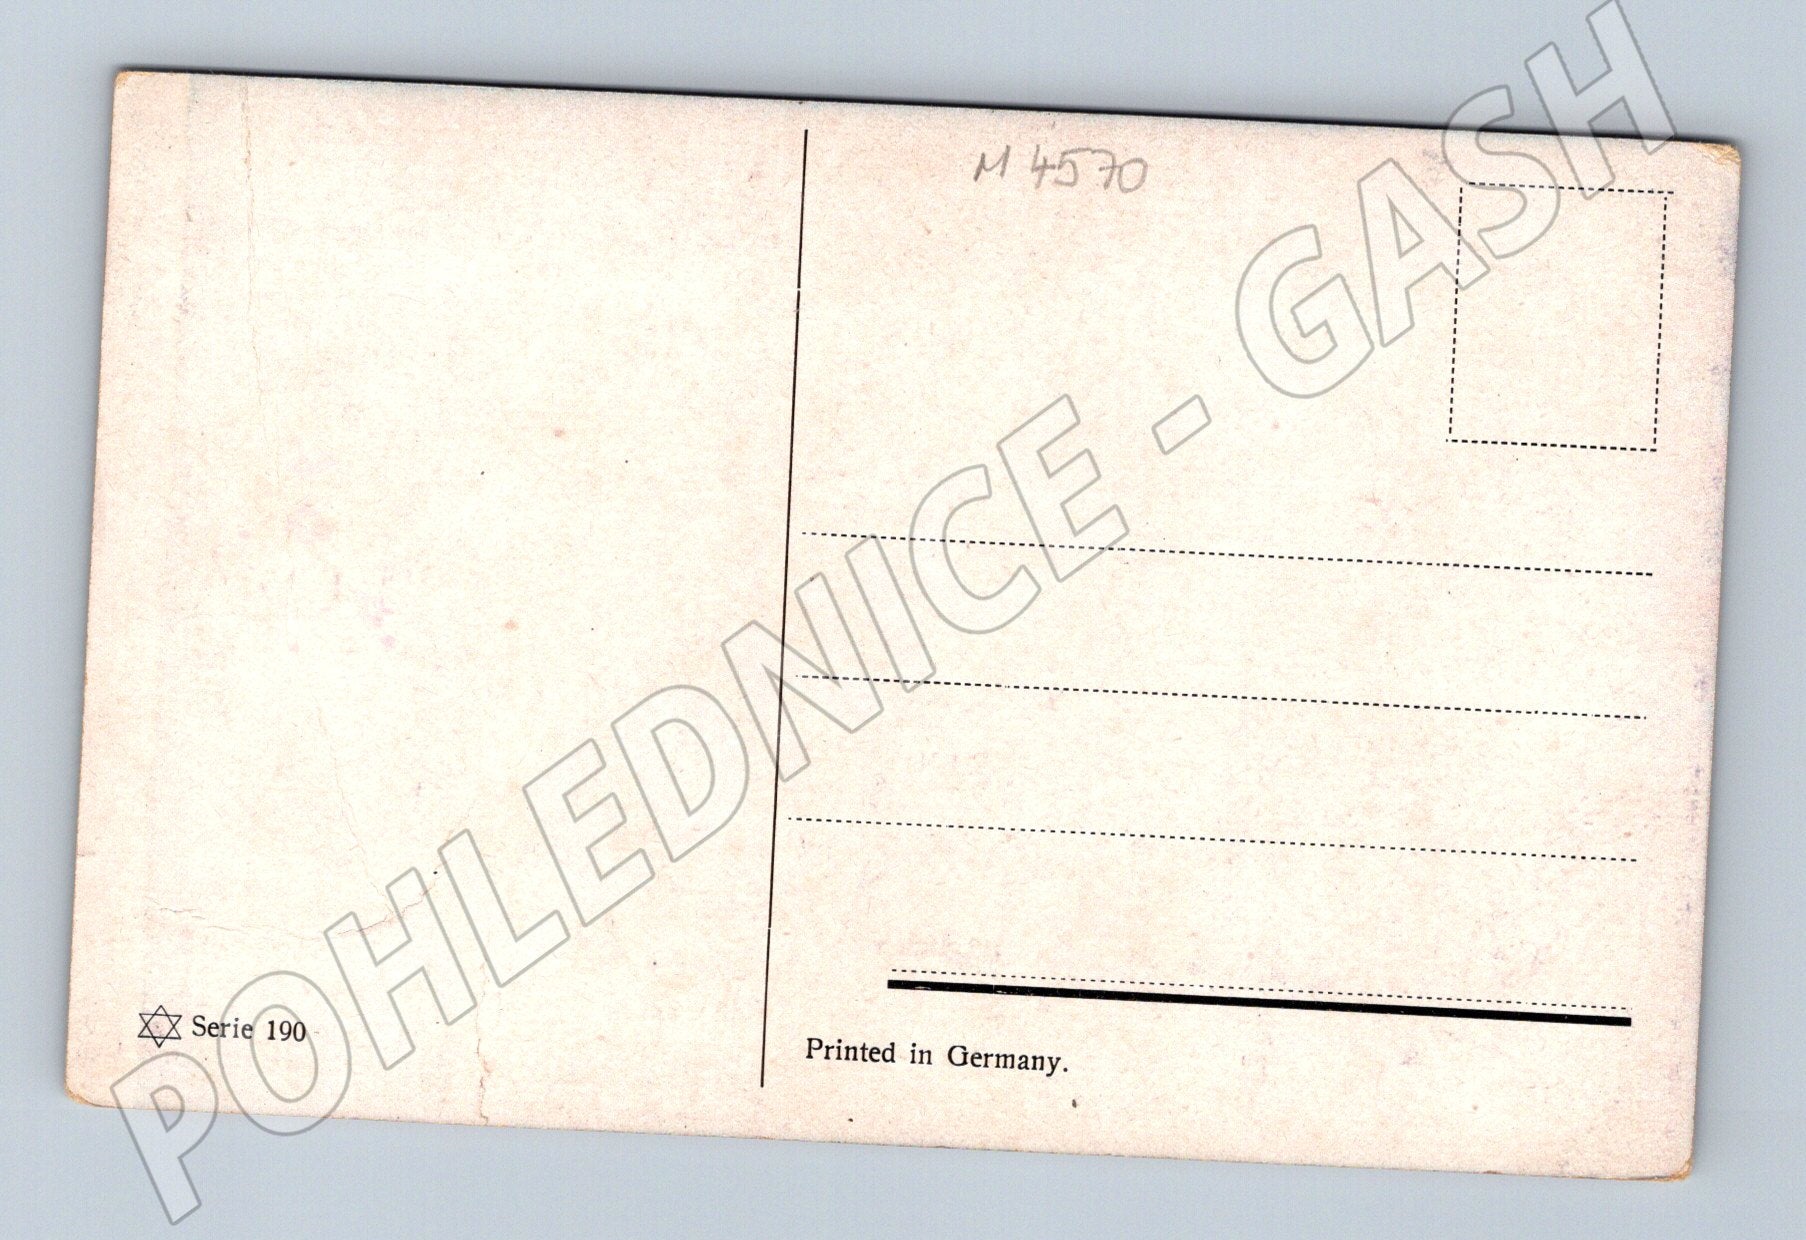 M 4570
Serie 190
Printed in Germany.
POHLEDNICE - GASH